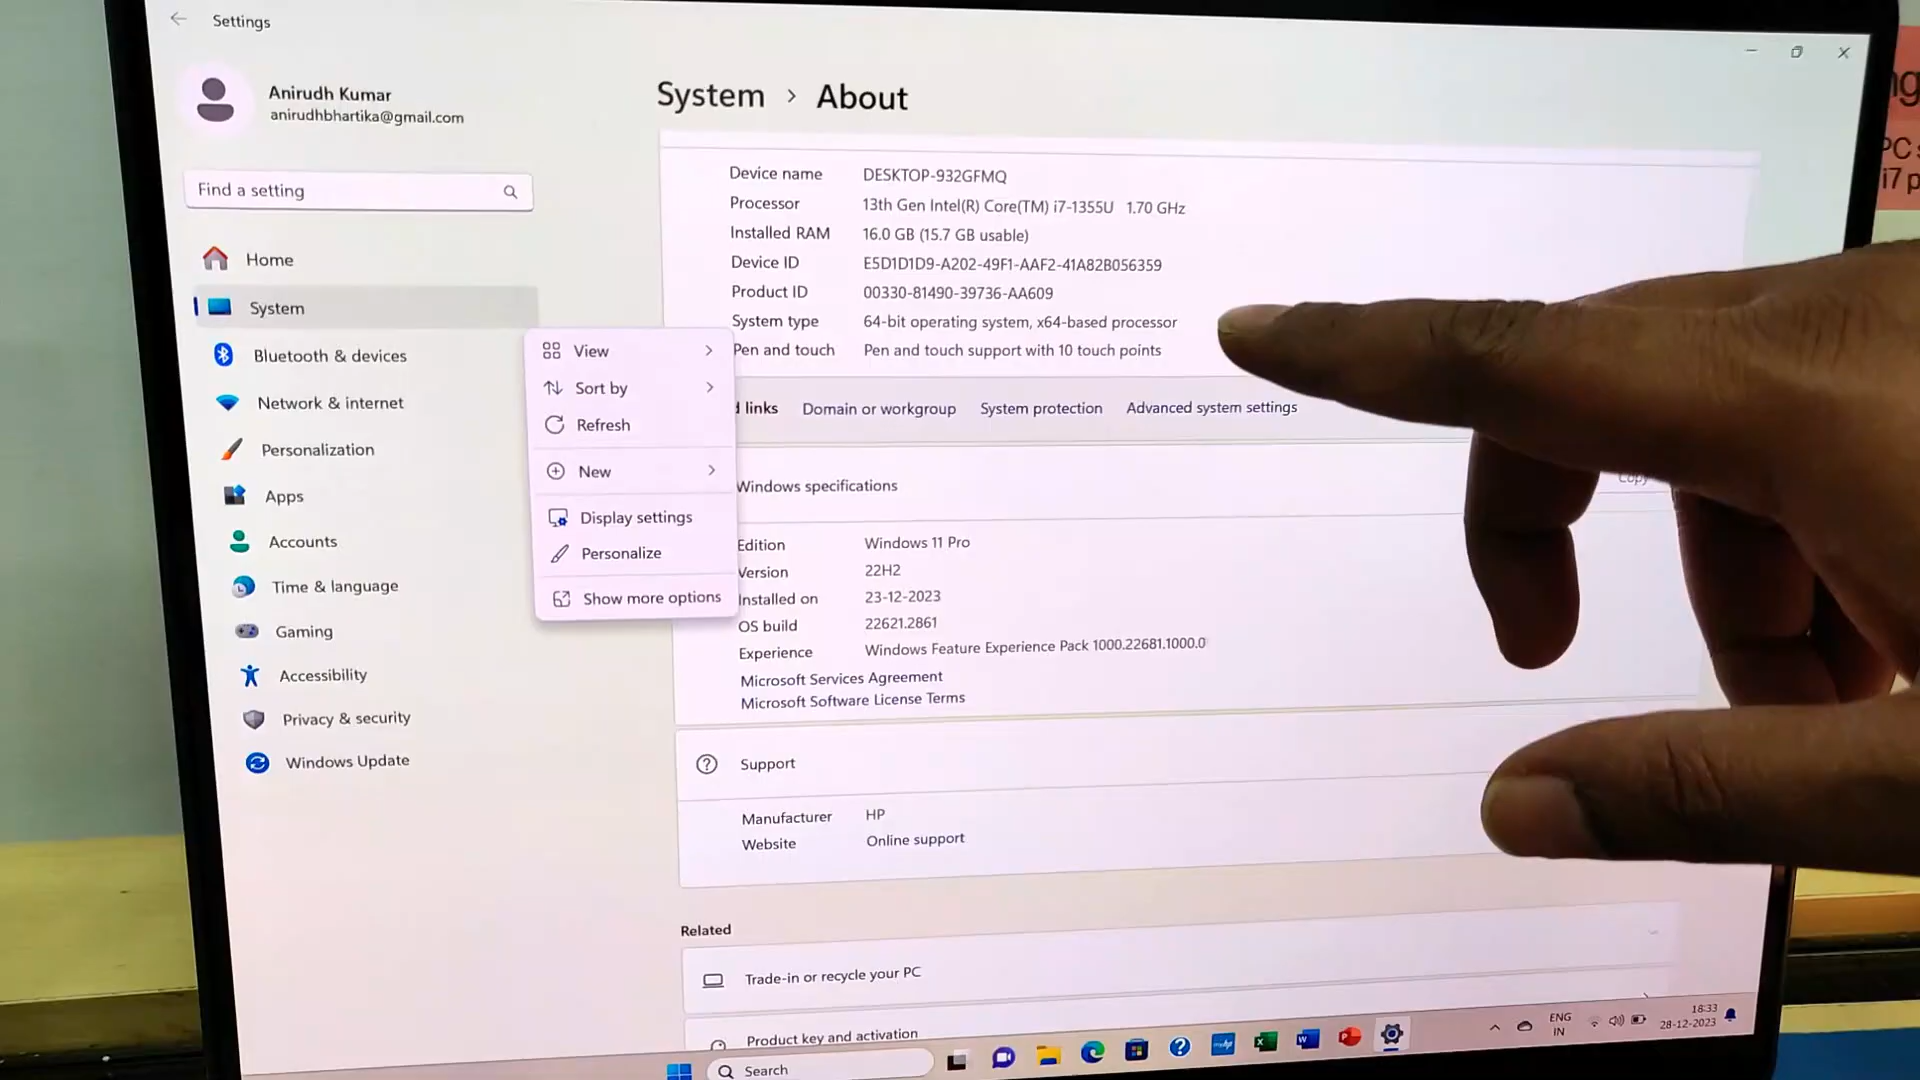 Settings
Anirudh Kumar
anirudhbhartika@gmail.com
Find a setting
Home
System
Bluetooth & devices
Network & internet
Personalization
Apps
Accounts
Time & language
Gaming
Accessibility
Privacy & security
Windows Update
System > About
Device name DESKTOP-932GFMQ
Processor 13th Gen Intel(R) Core(TM) i7-1355U 1.70 GHz
Installed RAM 16.0 GB (15.7 GB usable)
Device ID E5D1D1D9-A202-49F1-AAF2-41A82B056359
Product ID 00330-81490-39736-AA609
System type 64-bit operating system, x64-based processor
Pen and touch Pen and touch support with 10 touch points
links Domain or workgroup System protection Advanced system settings
View
Sort by
Refresh
New
Display settings
Personalize
Show more options
Windows specifications
Copy
Edition Windows 11 Pro
Version 22H2
Installed on 23-12-2023
OS build 22621.2861
Experience Windows Feature Experience Pack 1000.22681.1000.0
Microsoft Services Agreement
Microsoft Software License Terms
Support
Manufacturer HP
Website Online support
Related
Trade-in or recycle your PC
Product key and activation
Search
ENG
IN
18:33
28-12-2023
PC
i7